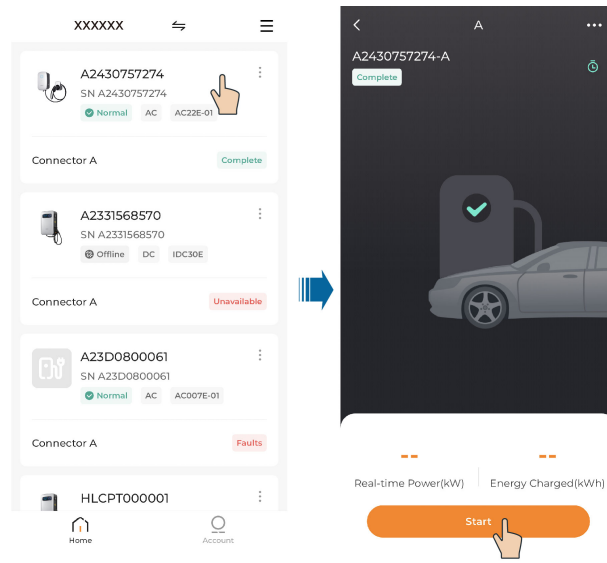 XXXXXX
A2430757274
SN A2430757274
Normal AC AC22E-01
Connector A Complete
A2331568570
SN A2331568570
Offline DC IDC30E
Connector A Unavailable
A23D0800061
SN A23D0800061
Normal AC AC007E-01
Connector A Faults
HLCPT000001
Home Account
A
A2430757274-A
Complete
-- --
Real-time Power(kW) Energy Charged(kWh)
Start